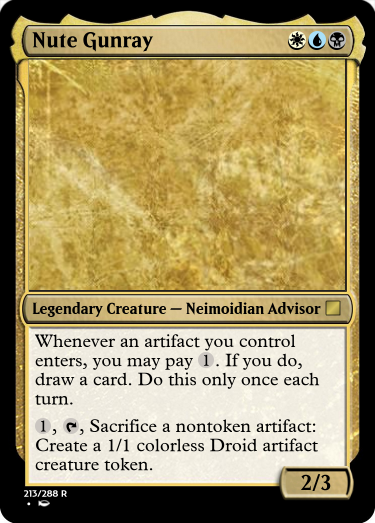 Nute Gunray
Legendary Creature — Neimoidian Advisor
Whenever an artifact you control
enters, you may pay 1. If you do,
draw a card. Do this only once each
turn.
1, , Sacrifice a nontoken artifact:
Create a 1/1 colorless Droid artifact
creature token.
2/3
213/288 R